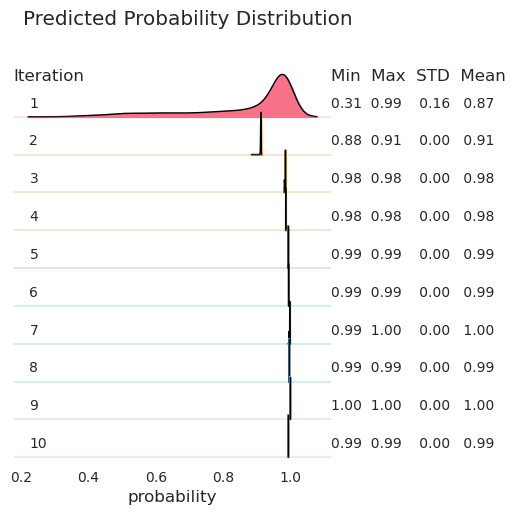 Predicted Probability Distribution
Iteration Min Max STD Mean
1 0.31 0.99 0.16 0.87
2 0.88 0.91 0.00 0.91
3 0.98 0.98 0.00 0.98
4 0.98 0.98 0.00 0.98
5 0.99 0.99 0.00 0.99
6 0.99 0.99 0.00 0.99
7 0.99 1.00 0.00 1.00
8 0.99 0.99 0.00 0.99
9 1.00 1.00 0.00 1.00
10 0.99 0.99 0.00 0.99
0.2 0.4 0.6 0.8 1.0
probability